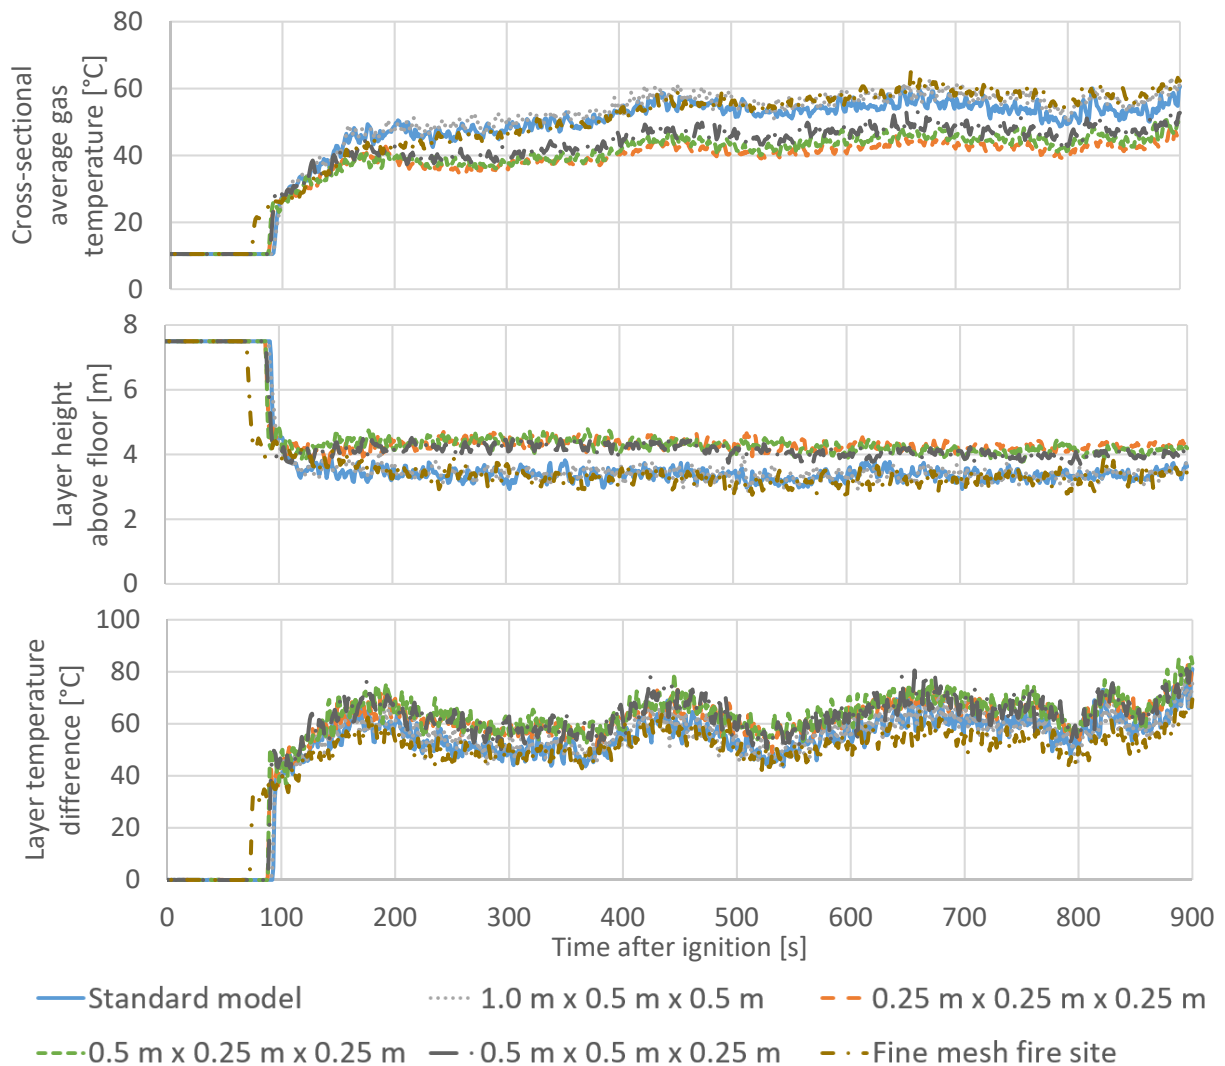 Cross-sectional
average gas
temperature [°C]
80
60
40
20
0
Layer height
above floor [m]
8
6
4
2
0
Layer temperature
difference [°C]
100
80
60
40
20
0
0 100 200 300 400 500 600 700 800 900
Time after ignition [s]
Standard model 1.0 m x 0.5 m x 0.5 m 0.25 m x 0.25 m x 0.25 m
0.5 m x 0.25 m x 0.25 m 0.5 m x 0.5 m x 0.25 m Fine mesh fire site